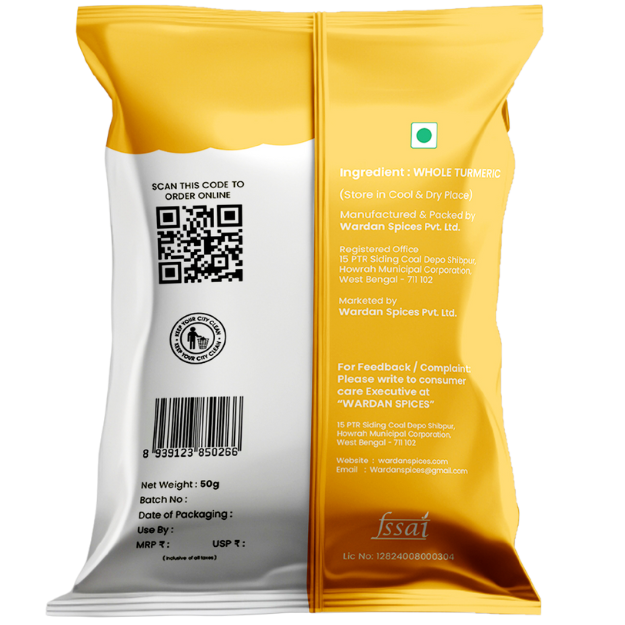 SCAN THIS CODE TO
ORDER ONLINE
KEEP YOUR CITY CLEAN
KEEP YOUR CITY CLEAN
8 939123 850266
Net Weight : 50g
Batch No :
Date of Packaging :
Use By :
MRP ₹ : USP ₹ :
(Inclusive of all taxes)
Ingredient : WHOLE TURMERIC
(Store in Cool & Dry Place)
Manufactured & Packed by
Wardan Spices Pvt. Ltd.
Registered Office
15 PTR Siding Coal Depo Shibpur,
Howrah Municipal Corporation,
West Bengal - 711 102
Marketed by
Wardan Spices Pvt. Ltd.
For Feedback / Complaint
Please write to consumer
care Executive at
“WARDAN SPICES”
15 PTR Siding Coal Depo Shibpur,
Howrah Municipal Corporation,
West Bengal - 711 102
Website : wardanspices.com
Email : Wardanspices@gmail.com
fssai
Lic No: 12824008000304